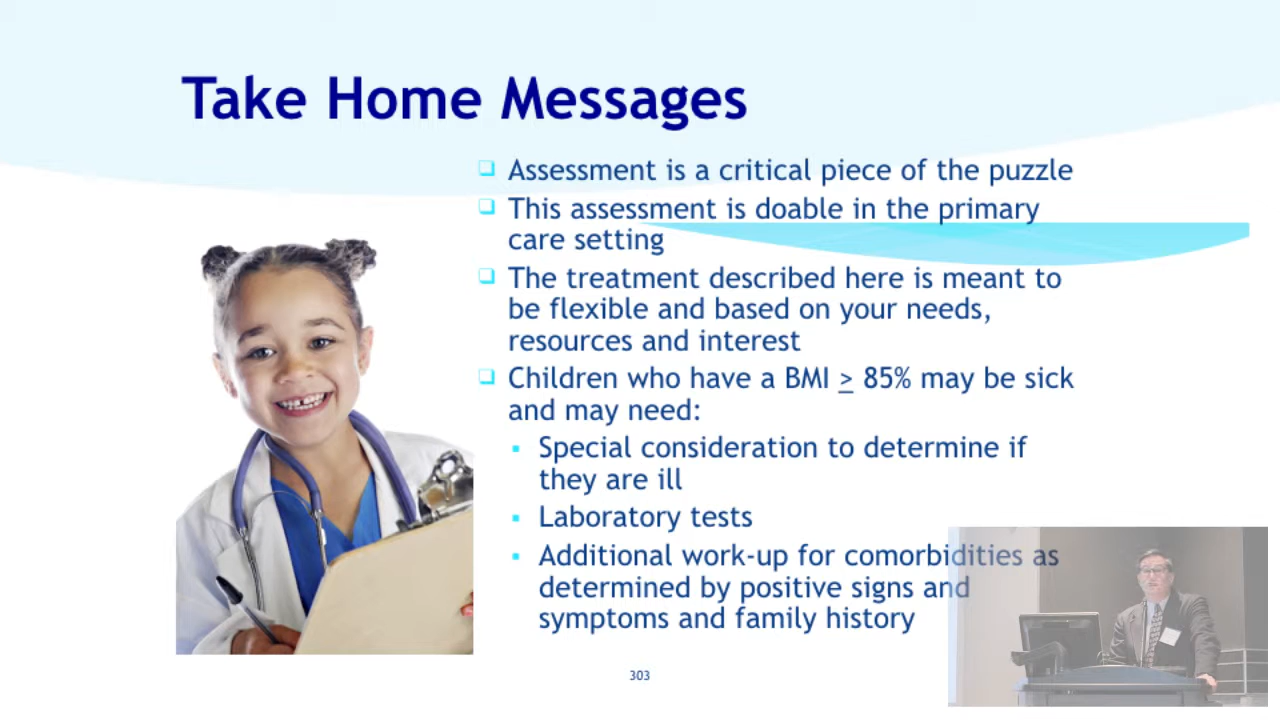 Take Home Messages
❑ Assessment is a critical piece of the puzzle
❑ This assessment is doable in the primary
care setting
❑ The treatment described here is meant to
be flexible and based on your needs,
resources and interest
❑ Children who have a BMI ≥ 85% may be sick
and may need:
▪ Special consideration to determine if
they are ill
▪ Laboratory tests
▪ Additional work-up for comorbidities as
determined by positive signs and
symptoms and family history
303